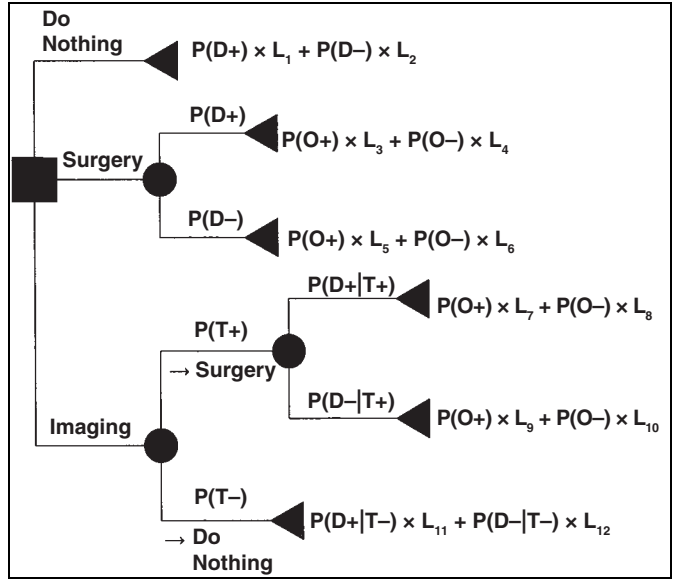 Do
Nothing
P(D+) × L₁ + P(D–) × L₂
P(D+)
P(O+) × L₃ + P(O–) × L₄
Surgery
P(D–)
P(O+) × L₅ + P(O–) × L₆
P(D+|T+)
P(O+) × L₇ + P(O–) × L₈
P(T+)
→ Surgery
P(D–|T+)
P(O+) × L₉ + P(O–) × L₁₀
Imaging
P(T–)
P(D+|T–) × L₁₁ + P(D–|T–) × L₁₂
→ Do
Nothing